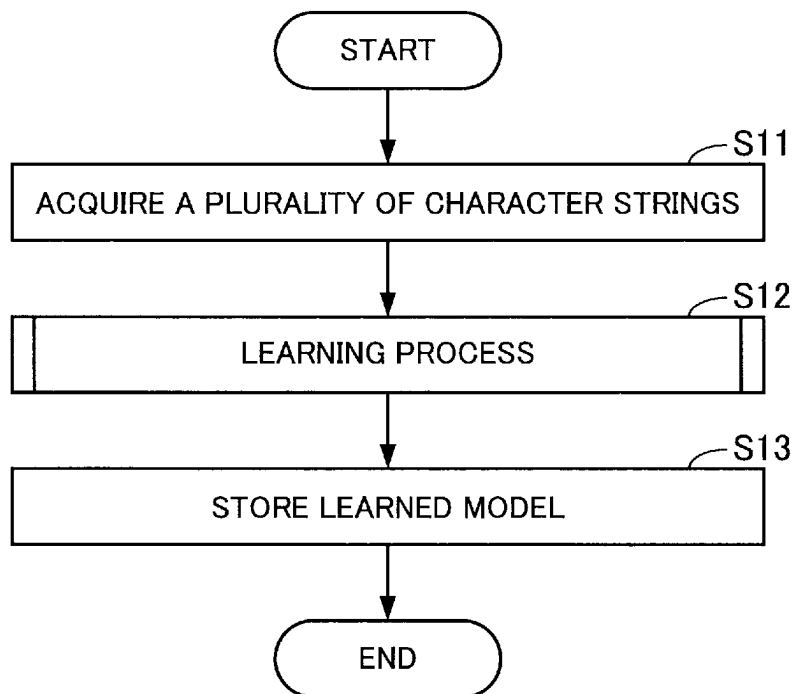 START
S11
ACQUIRE A PLURALITY OF CHARACTER STRINGS
S12
LEARNING PROCESS
S13
STORE LEARNED MODEL
END